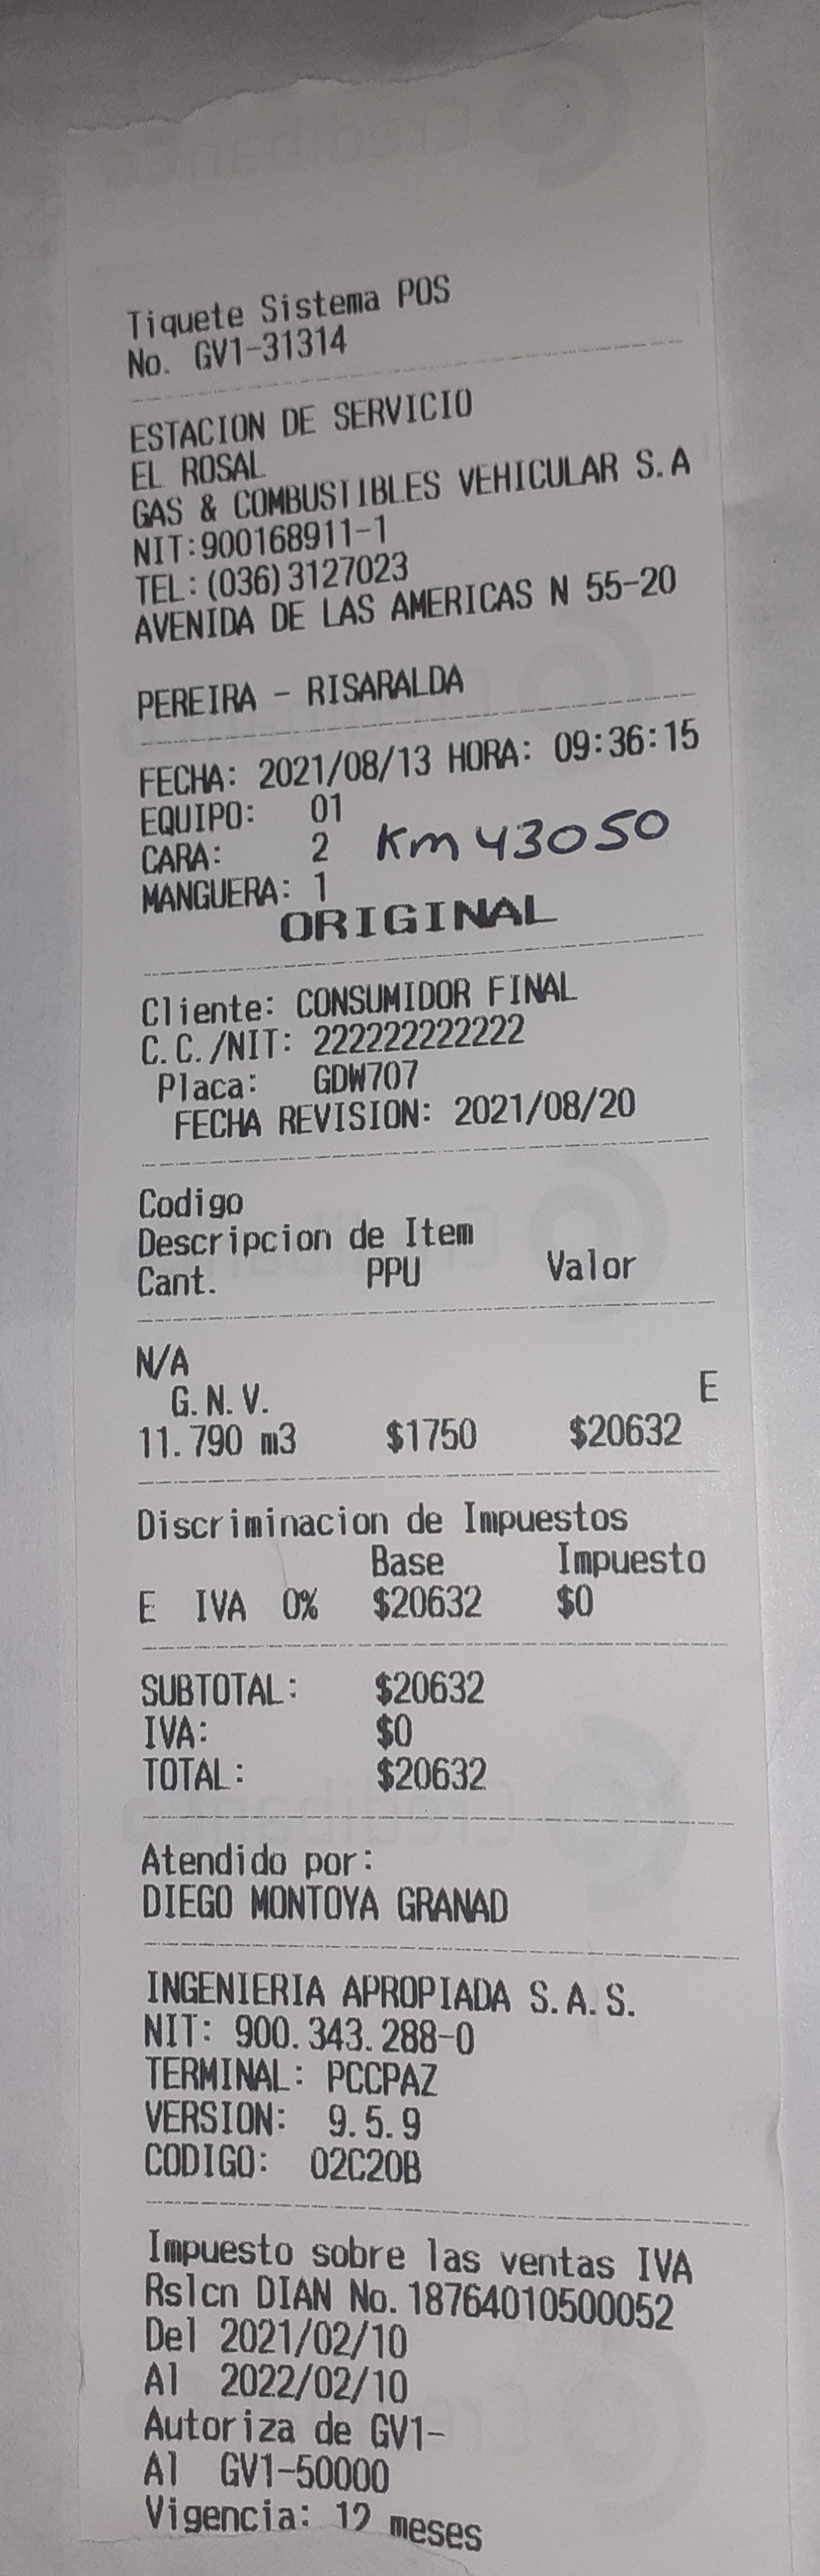 Tiquete Sistema POS
No. GV1-31314
ESTACION DE SERVICIO
EL ROSAL
GAS & COMBUSTIBLES VEHICULAR S.A
NIT:900168911-1
TEL:(036)3127023
AVENIDA DE LAS AMERICAS N 55-20
PEREIRA - RISARALDA
FECHA: 2021/08/13 HORA: 09:36:15
EQUIPO: 01
CARA: 2 Km 43050
MANGUERA: 1
ORIGINAL
Cliente: CONSUMIDOR FINAL
C.C./NIT: 222222222222
Placa: GDW707
FECHA REVISION: 2021/08/20
Codigo
Descripcion de Item
Cant. PPU Valor
N/A
G.N.V. E
11.790 m3 $1750 $20632
Discriminacion de Impuestos
Base Impuesto
E IVA 0% $20632 $0
SUBTOTAL: $20632
IVA: $0
TOTAL: $20632
Atendido por:
DIEGO MONTOYA GRANAD
INGENIERIA APROPIADA S.A.S.
NIT: 900.343.288-0
TERMINAL: PCCPAZ
VERSION: 9.5.9
CODIGO: 02C20B
Impuesto sobre las ventas IVA
Rslcn DIAN No. 18764010500052
Del 2021/02/10
Al 2022/02/10
Autoriza de GV1-
Al GV1-50000
Vigencia: 12 meses